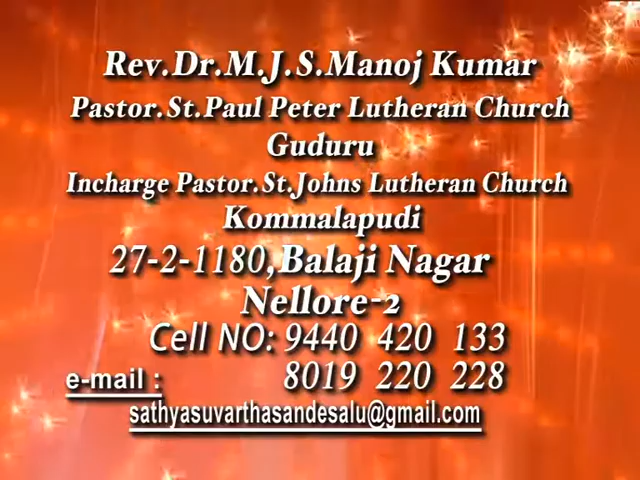 Rev.Dr.M.J.S.Manoj Kumar
Pastor.St.Paul Peter Lutheran Church
Guduru
Incharge Pastor.St.Johns Lutheran Church
Kommalapudi
27-2-1180,Balaji Nagar
Nellore-2
Cell NO: 9440 420 133
e-mail : 8019 220 228
sathyasuvarthasandesalu@gmail.com